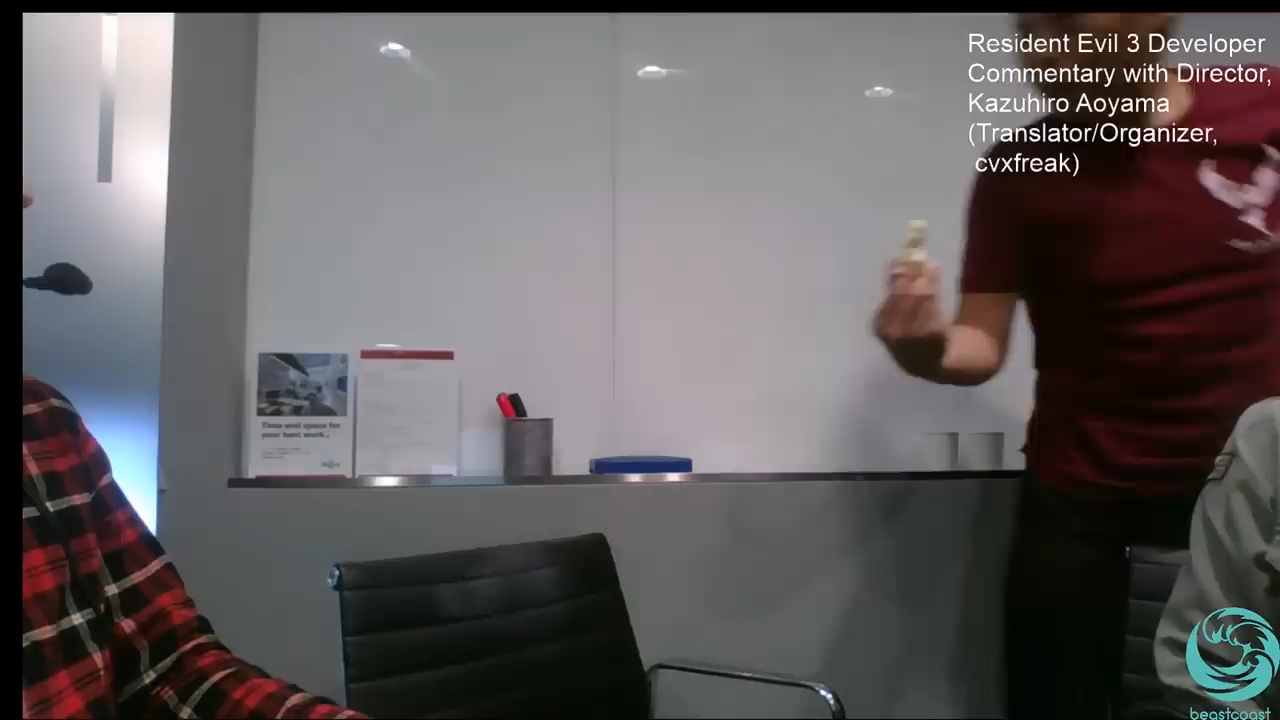 Resident Evil 3 Developer
Commentary with Director,
Kazuhiro Aoyama
(Translator/Organizer,
cvxfreak)
Time and space for
your best work.
beastcoast